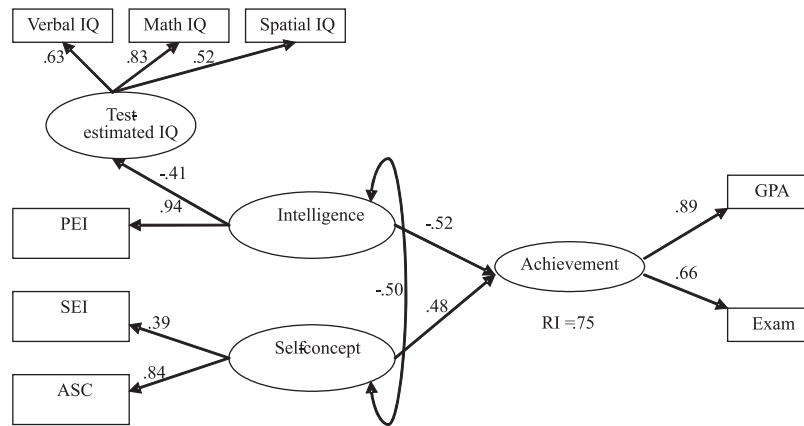 Verbal IQ
Math IQ
Spatial IQ
.63
.83
.52
Test-
estimated IQ
-.41
.94
PEI
Intelligence
-.52
.89
GPA
Achievement
.66
SEI
.39
-.50
.48
RI =.75
Exam
Self-concept
.84
ASC